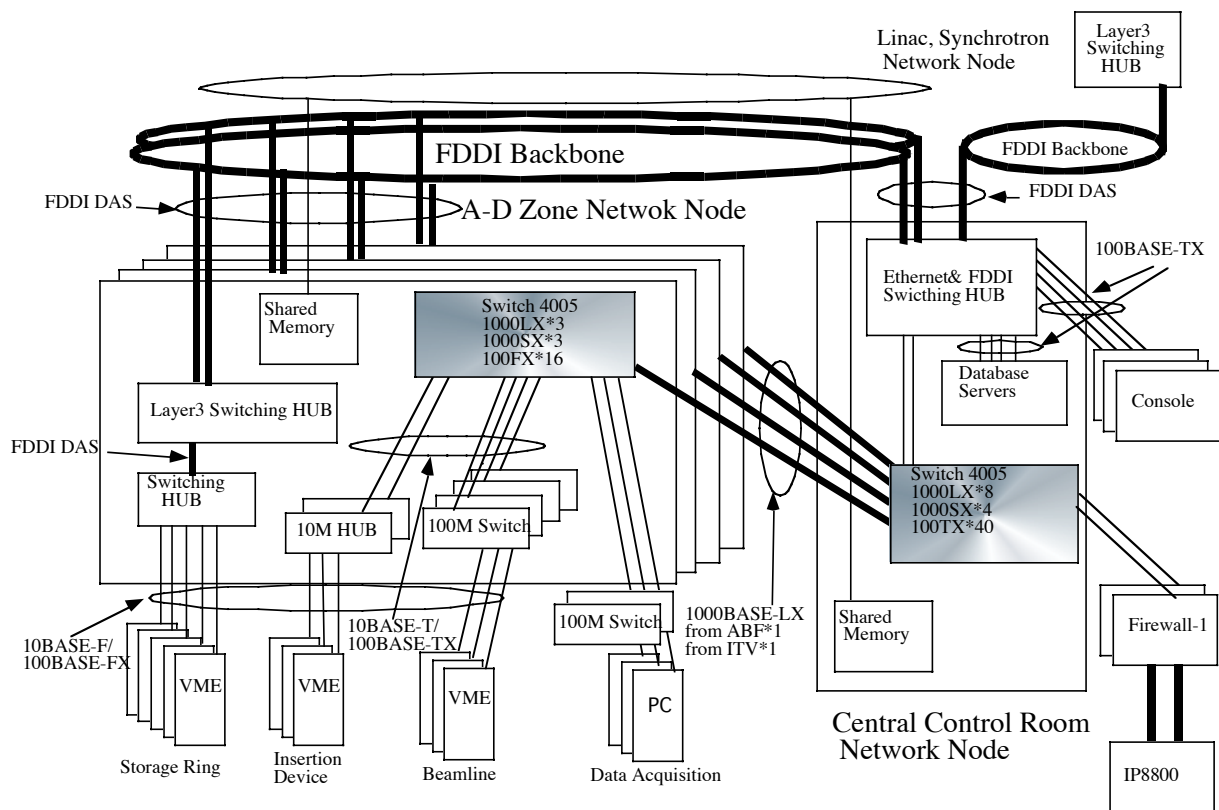 Linac, Synchrotron
Network Node
Layer3
Switching
HUB
FDDI Backbone
FDDI Backbone
FDDI DAS
A-D Zone Netwok Node
FDDI DAS
100BASE-TX
Shared
Memory
Switch 4005
1000LX*3
1000SX*3
100FX*16
Ethernet& FDDI
Swicthing HUB
Database
Servers
Console
Layer3 Switching HUB
FDDI DAS
Switching
HUB
10M HUB
100M Switch
Switch 4005
1000LX*8
1000SX*4
100TX*40
10BASE-F/
100BASE-FX
10BASE-T/
100BASE-TX
100M Switch
1000BASE-LX
from ABF*1
from ITV*1
Shared
Memory
Firewall-1
VME
VME
VME
PC
Storage Ring
Insertion
Device
Beamline
Data Acquisition
Central Control Room
Network Node
IP8800